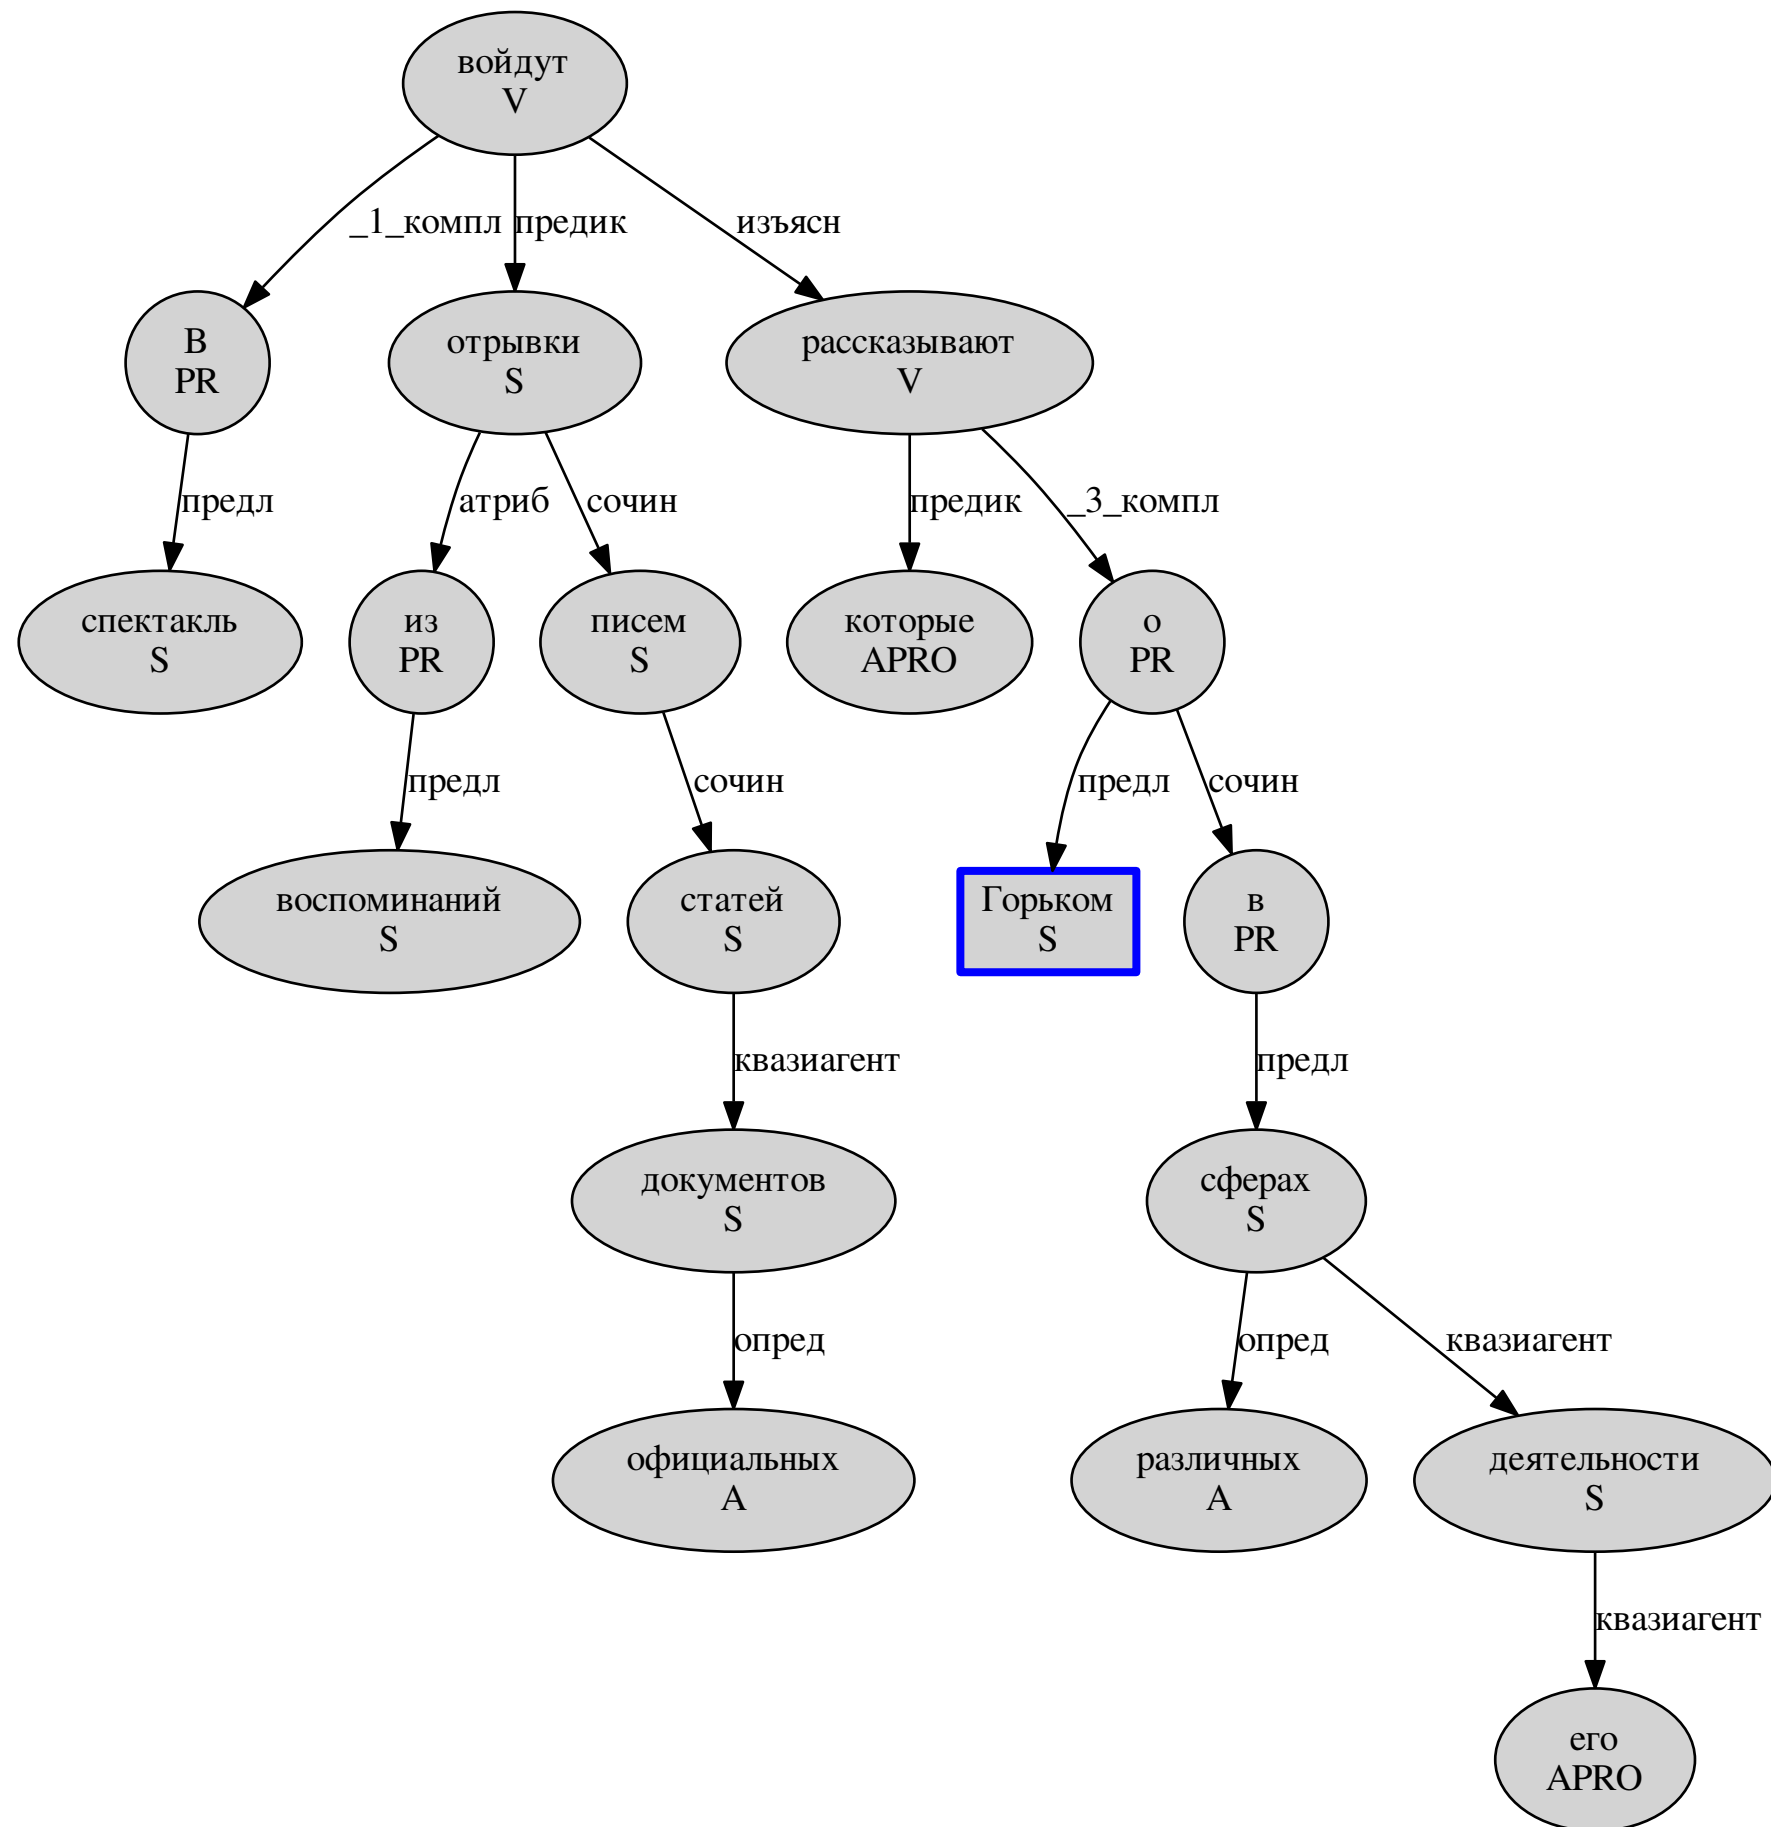 войдут
V
_1_компл
предик
изъясн
В
PR
отрывки
S
рассказывают
V
предл
атриб
сочин
предик
_3_компл
спектакль
S
из
PR
писем
S
которые
APRO
о
PR
предл
сочин
предл
сочин
воспоминаний
S
статей
S
Горьком
S
в
PR
квазиагент
предл
документов
S
сферах
S
опред
опред
квазиагент
официальных
A
различных
A
деятельности
S
квазиагент
его
APRO